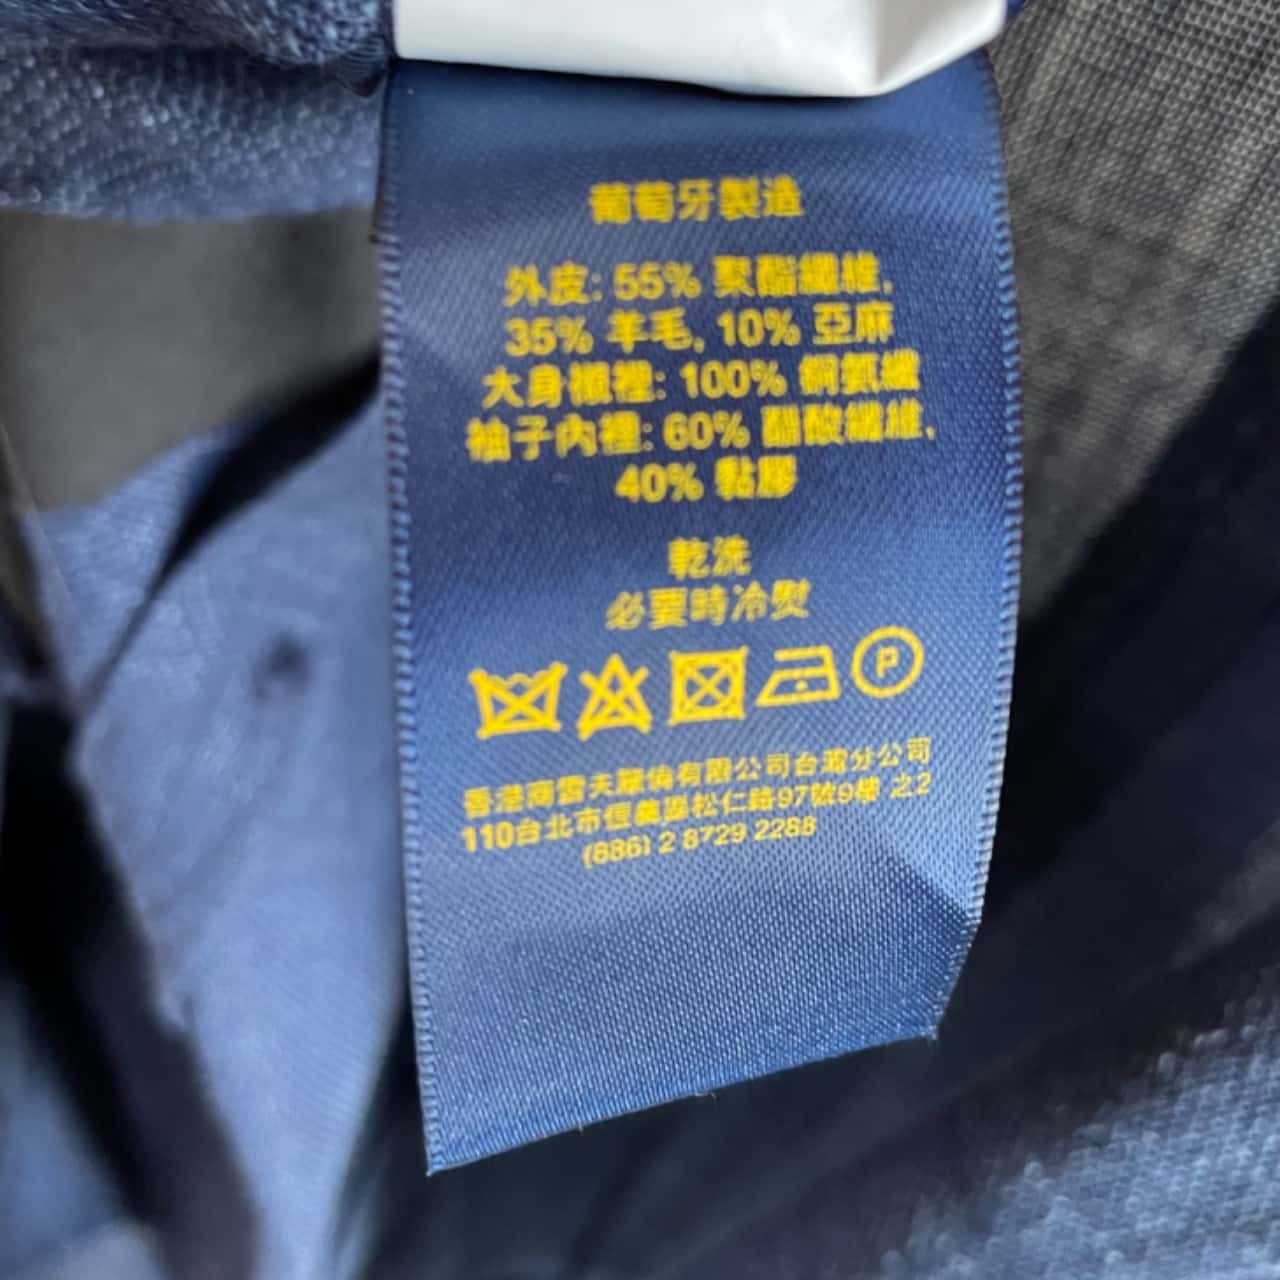 葡萄牙製造
外皮: 55% 聚酯纖維,
35% 羊毛, 10% 亞麻
大身襯裡: 100% 銅氨纖
袖子內裡: 60% 醋酸纖維,
40% 黏膠
乾洗
必要時冷熨
P
香港商雷夫羅倫有限公司台灣分公司
110台北市信義區松仁路97號9樓 之2
(886) 2 8729 2288